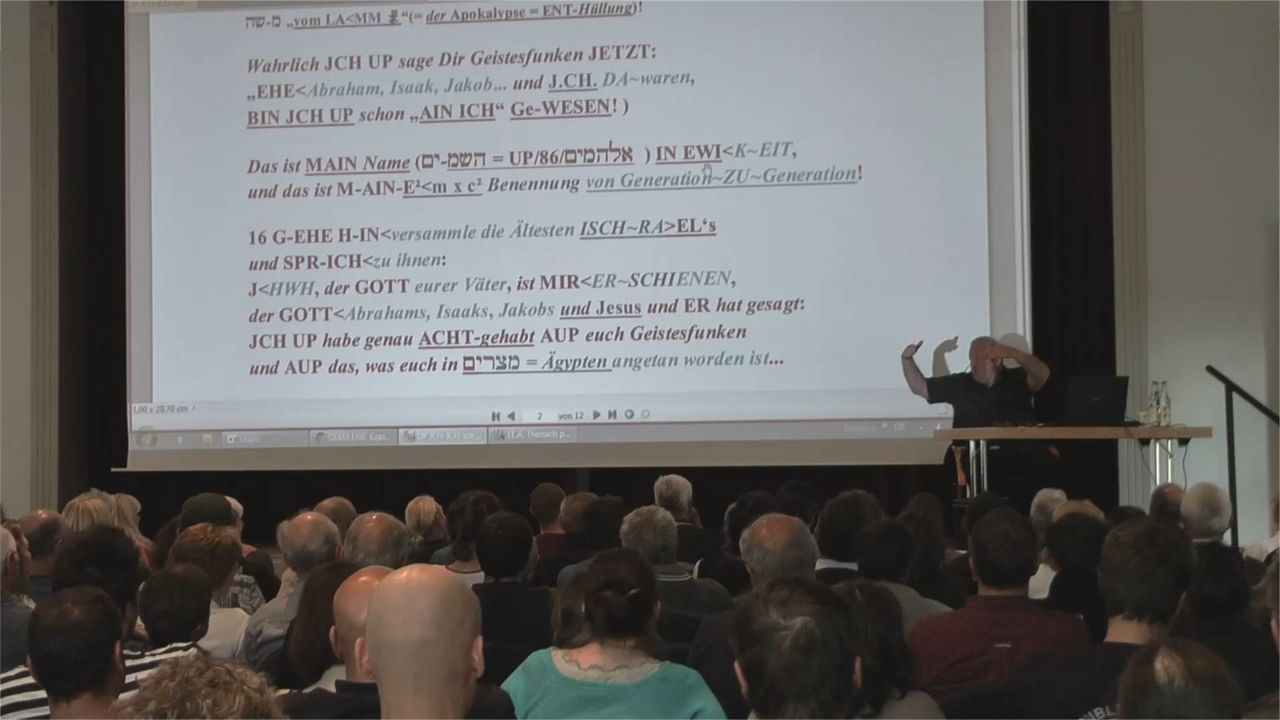 מ-שה „vom LA<MM"(= der Apokalypse = ENT-Hüllung)!
Wahrlich JCH UP sage Dir Geistesfunken JETZT:
„EHE<Abraham, Isaak, Jakob... und J.CH. DA~waren,
BIN JCH UP schon „AIN ICH“ Ge-WESEN! )
Das ist MAIN Name (השמ-ים = UP/86/אלהמים ) IN EWI<K~EIT,
und das ist M-AIN-E²<m x c² Benennung von Generation~ZU~Generation!
16 G-EHE H-IN<versammle die Ältesten ISCH~RA>EL‘s
und SPR-ICH<zu ihnen:
J<HWH, der GOTT eurer Väter, ist MIR<ER~SCHIENEN,
der GOTT<Abrahams, Isaaks, Jakobs und Jesus und ER hat gesagt:
JCH UP habe genau ACHT-gehabt AUP euch Geistesfunken
und AUP das, was euch in מצרים = Ägypten angetan worden ist...
x 29,70 cm
2 von 12
GEMATRIE Expl...